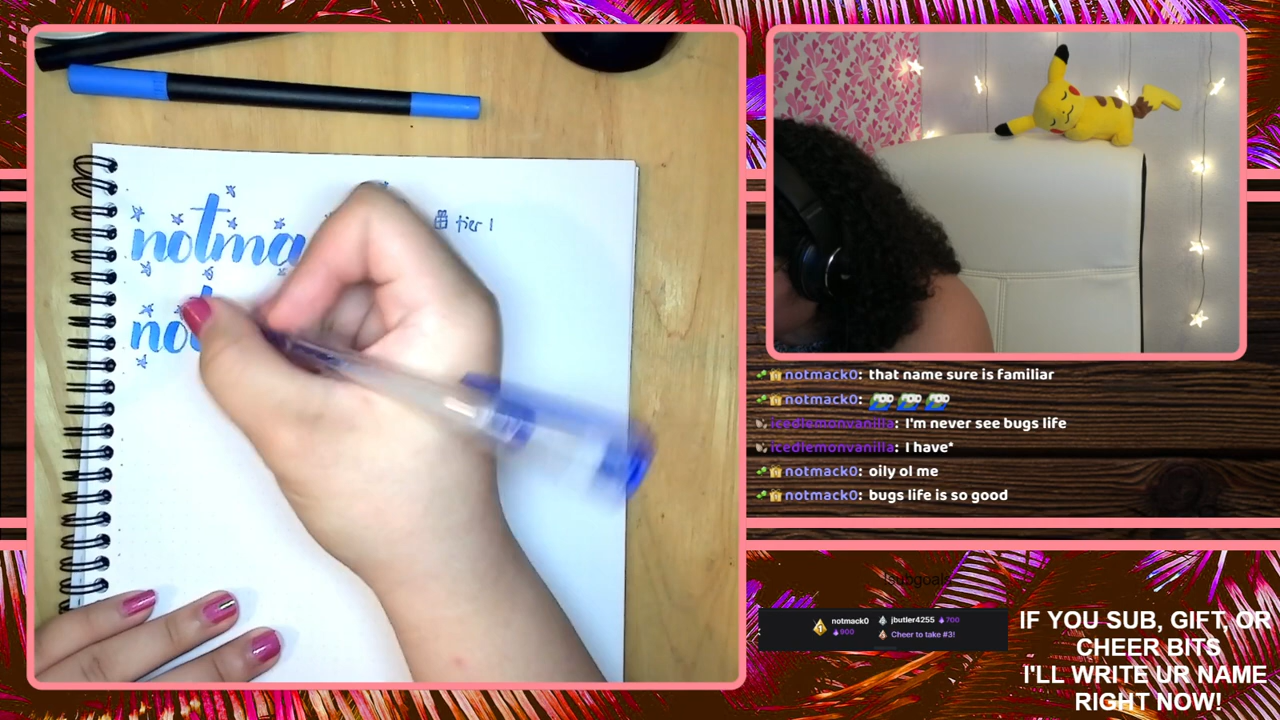 notma
tier 1
no
notmack0: that name sure is familiar
notmack0:
icedlemonvanilla: I'm never see bugs life
icedlemonvanilla: I have*
notmack0: oily ol me
notmack0: bugs life is so good
!subgoals
1 notmack0 900
jbutler4255 700
Cheer to take #3!
IF YOU SUB, GIFT, OR
CHEER BITS
I'LL WRITE UR NAME
RIGHT NOW!